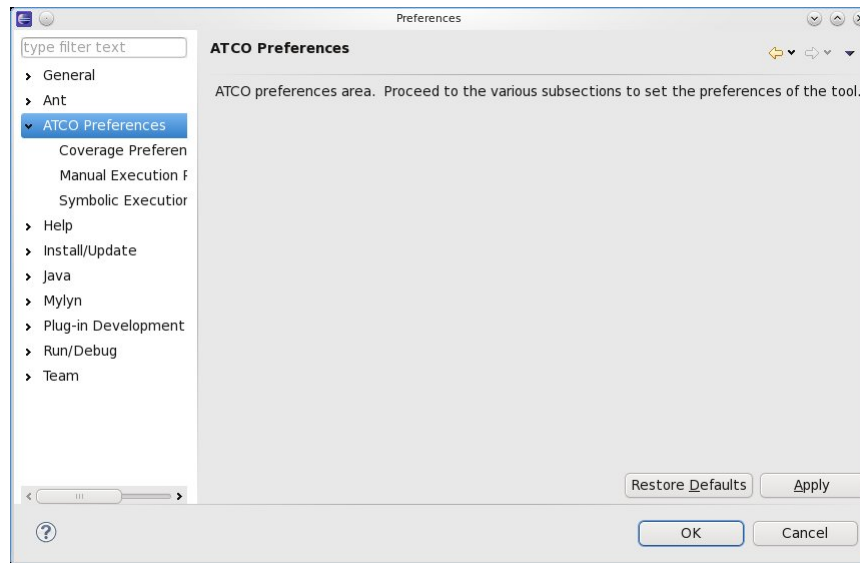 Preferences
type filter text
ATCO Preferences
General
ATCO preferences area. Proceed to the various subsections to set the preferences of the tool.
Ant
ATCO Preferences
Coverage Preferen
Manual Execution
Symbolic Execution
Help
Install/Update
Java
Mylyn
Plug-in Development
Run/Debug
Team
Restore Defaults
Apply
OK
Cancel